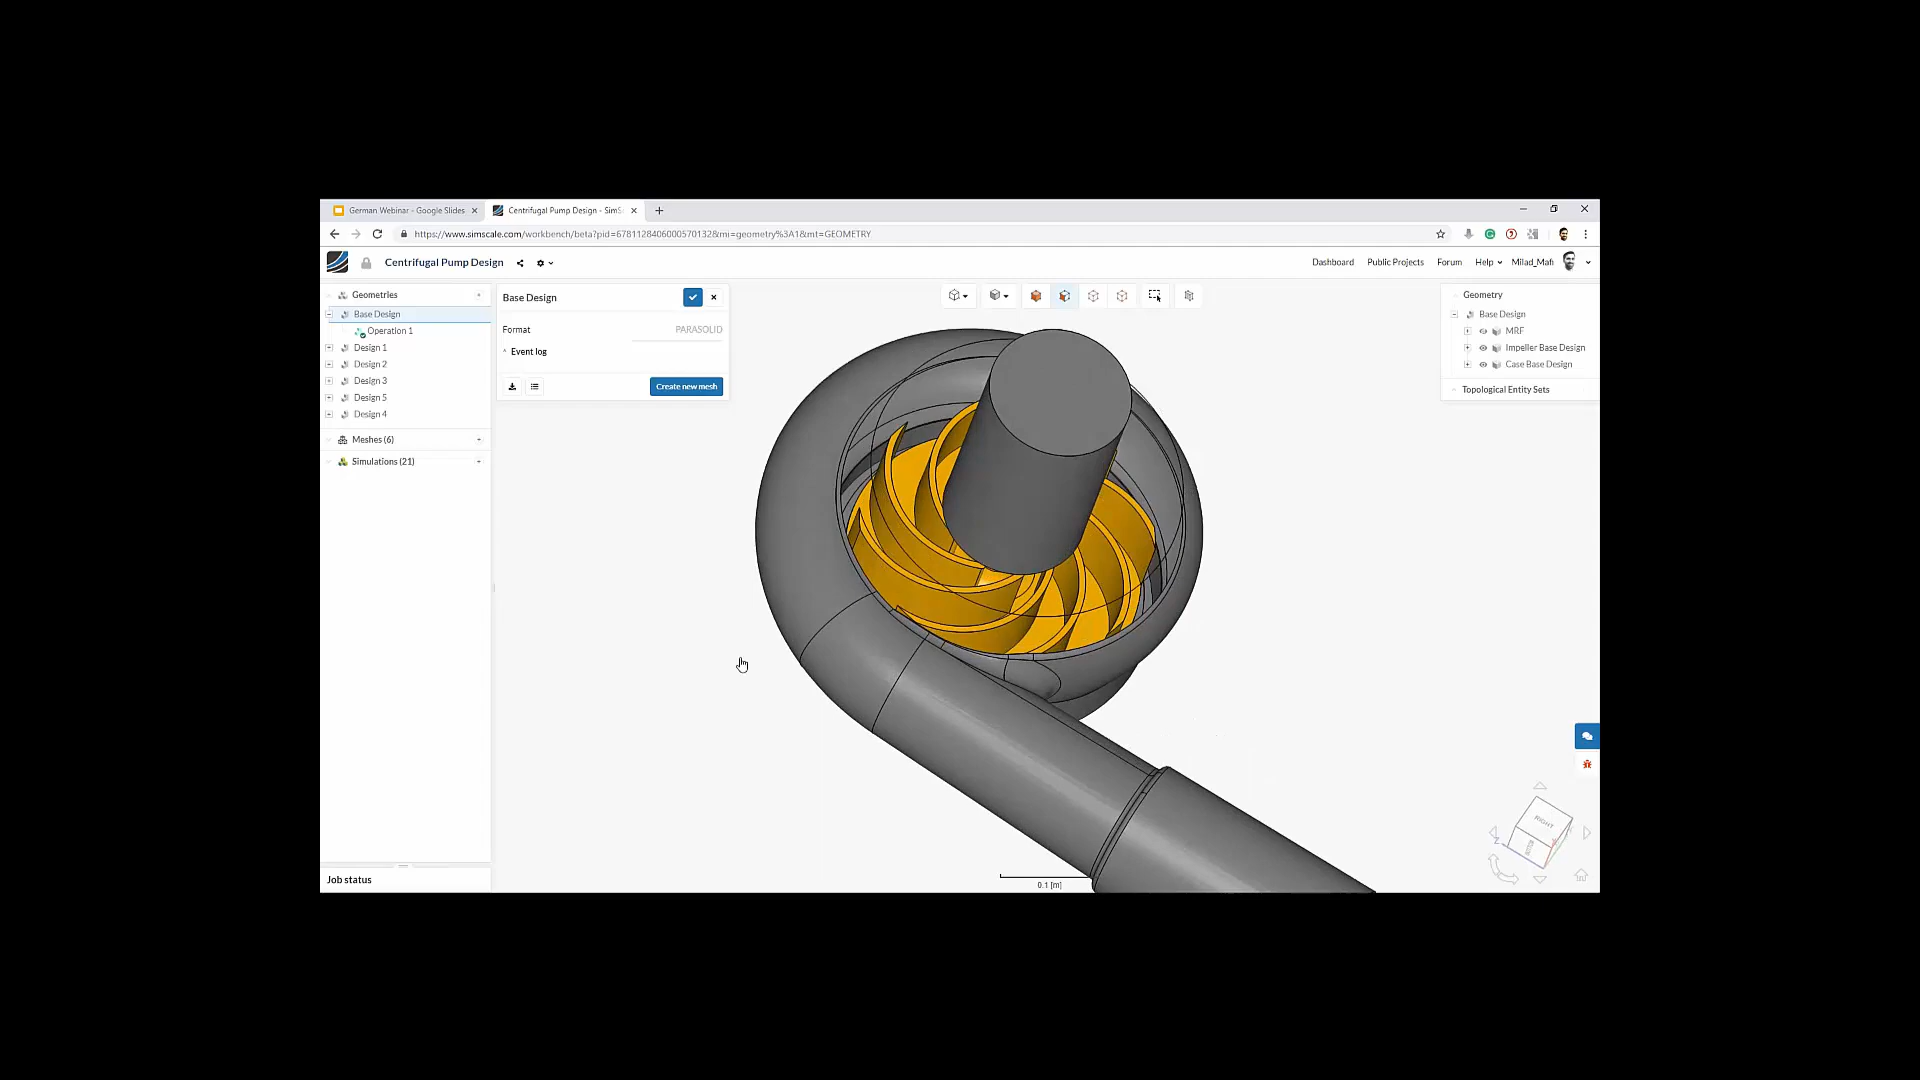 German Webinar - Google Slides
Centrifugal Pump Design - SimS
https://www.simscale.com/workbench/beta?pid=678112840600057013​2&mi=geometry%3A1&mt=GEOMETRY
Centrifugal Pump Design
Dashboard
Public Projects
Forum
Help
Milad_Mafi
Geometries
Base Design
Operation 1
Design 1
Design 2
Design 3
Design 5
Design 4
Meshes (6)
Simulations (21)
Job status
Base Design
Format
PARASOLID
Event log
Create new mesh
Geometry
Base Design
MRF
Impeller Base Design
Case Base Design
Topological Entity Sets
0.1 [m]
RIGHT
Z